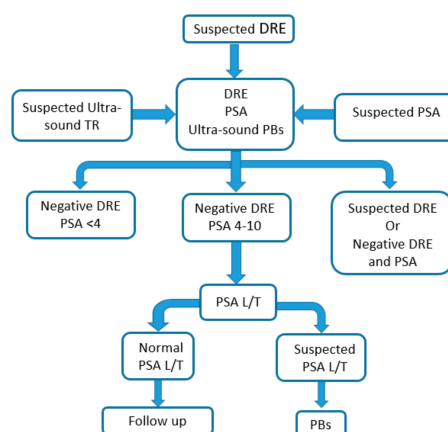 Suspected DRE
Suspected Ultra-
sound TR
DRE
PSA
Ultra-sound PBs
Suspected PSA
Negative DRE
PSA <4
Negative DRE
PSA 4-10
Suspected DRE
Or
Negative DRE
and PSA
PSA L/T
Normal
PSA L/T
Suspected
PSA L/T
Follow up
PBs